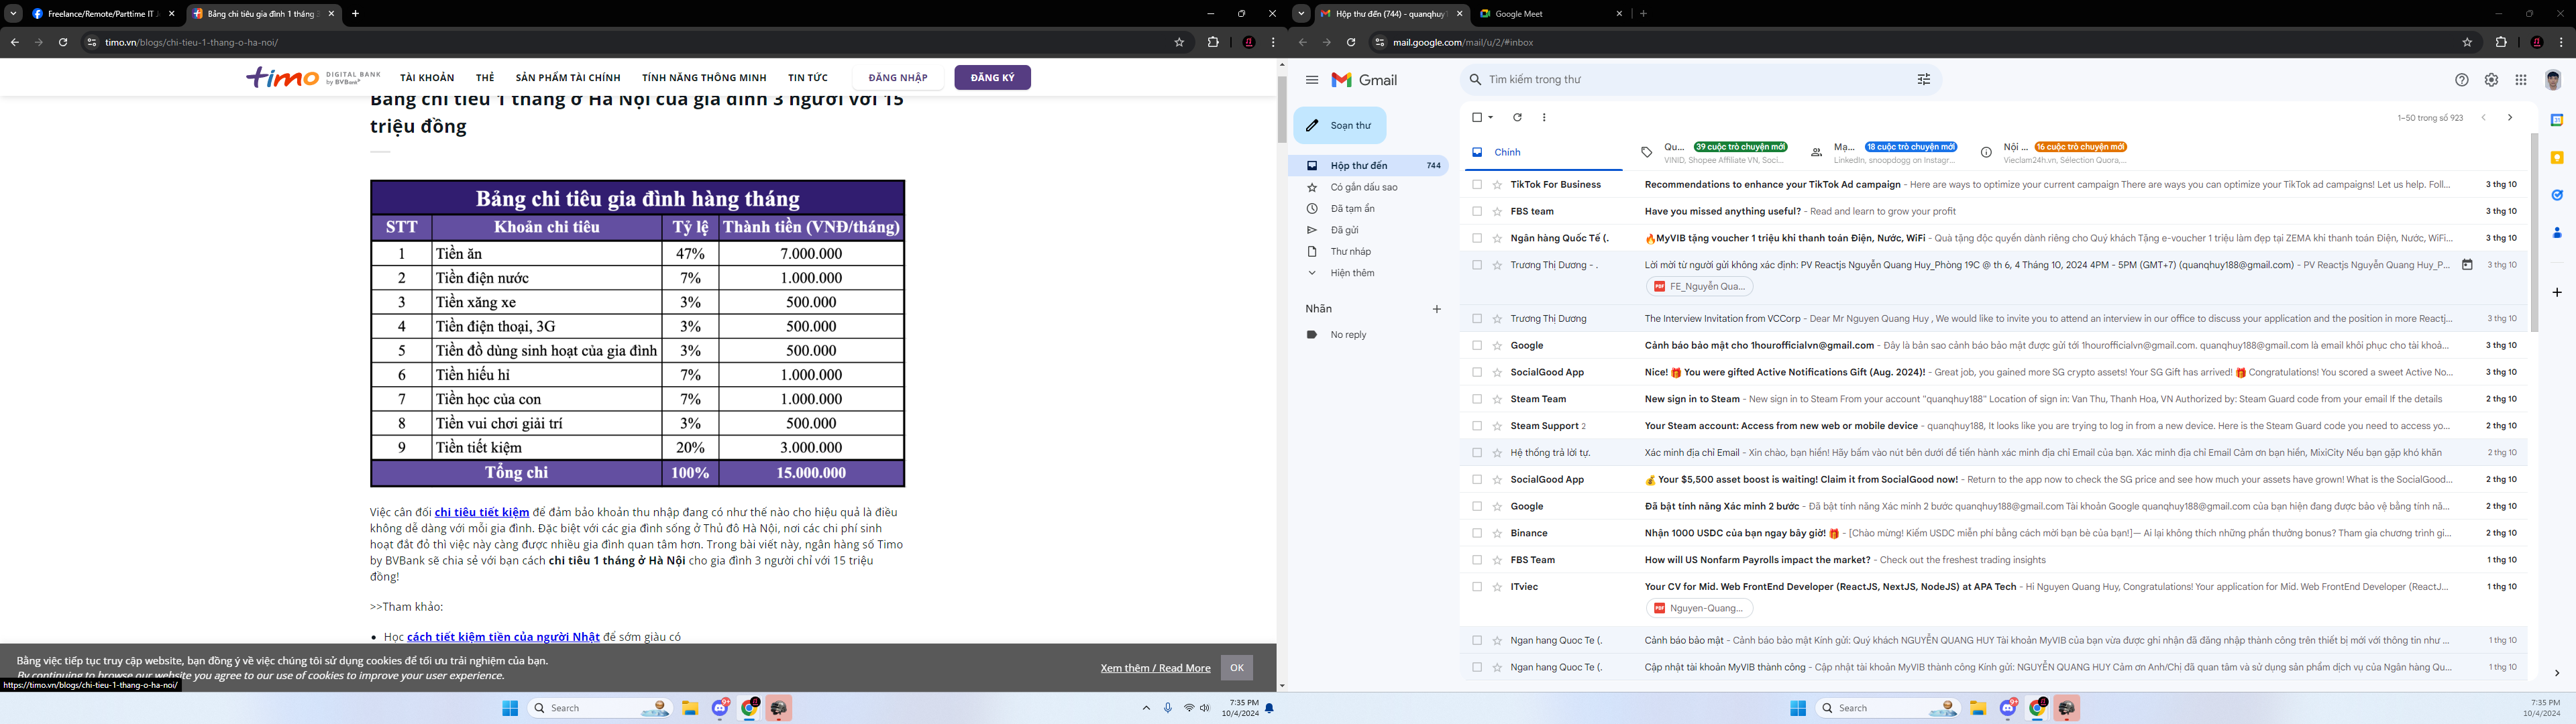 Freelance/Remote/Parttime IT J
Bảng chi tiêu gia đình 1 tháng ở
timo.vn/blogs/chi-tieu-1-thang-o-ha-noi/
timo
DIGITAL BANK
by BVBank
TÀI KHOẢN
THẺ
SẢN PHẨM TÀI CHÍNH
TÍNH NĂNG THÔNG MINH
TIN TỨC
ĐĂNG NHẬP
ĐĂNG KÝ
Bảng chi tiêu 1 tháng ở Hà Nội của gia đình 3 người với 15
triệu đồng
Bảng chi tiêu gia đình hàng tháng
STT Khoản chi tiêu Tỷ lệ Thành tiền (VNĐ/tháng)
1 Tiền ăn 47% 7.000.000
2 Tiền điện nước 7% 1.000.000
3 Tiền xăng xe 3% 500.000
4 Tiền điện thoại, 3G 3% 500.000
5 Tiền đồ dùng sinh hoạt của gia đình 3% 500.000
6 Tiền hiếu hỉ 7% 1.000.000
7 Tiền học của con 7% 1.000.000
8 Tiền vui chơi giải trí 3% 500.000
9 Tiền tiết kiệm 20% 3.000.000
Tổng chi 100% 15.000.000
Việc cân đối chi tiêu tiết kiệm để đảm bảo khoản thu nhập đang có như thế nào cho hiệu quả là điều
không dễ dàng với mỗi gia đình. Đặc biệt với các gia đình sống ở Thủ đô Hà Nội, nơi các chi phí sinh
hoạt đắt đỏ thì việc này càng được nhiều gia đình quan tâm hơn. Trong bài viết này, ngân hàng số Timo
by BVBank sẽ chia sẻ với bạn cách chi tiêu 1 tháng ở Hà Nội cho gia đình 3 người chỉ với 15 triệu
đồng!
>>Tham khảo:
• Học cách tiết kiệm tiền của người Nhật để sớm giàu có
Bằng việc tiếp tục truy cập website, bạn đồng ý về việc chúng tôi sử dụng cookies để tối ưu trải nghiệm của bạn.
By continuing to browse our website you agree to our use of cookies to improve your user experience.
Xem thêm / Read More
OK
https://timo.vn/blogs/chi-tieu-1-thang-o-ha-noi/
Search
7:35 PM
10/4/2024
Hộp thư đến (744) - quanqhuy1
Google Meet
mail.google.com/mail/u/2/#inbox
Gmail
Tìm kiếm trong thư
Soạn thư
Hộp thư đến 744
Có gắn dấu sao
Đã tạm ẩn
Đã gửi
Thư nháp
Hiện thêm
Nhãn
No reply
1–50 trong số 923
Chính
Qu... 39 cuộc trò chuyện mới
VINID, Shopee Affiliate VN, Soci...
Mạ... 18 cuộc trò chuyện mới
LinkedIn, snoopdogg on Instagr...
Nội ... 16 cuộc trò chuyện mới
Vieclam24h.vn, Sélection Quora,...
TikTok For Business Recommendations to enhance your TikTok Ad campaign - Here are ways to optimize your current campaign There are ways you can optimize your TikTok ad campaigns! Let us help. Foll... 3 thg 10
FBS team Have you missed anything useful? - Read and learn to grow your profit 3 thg 10
Ngân hàng Quốc Tế (. 🔥MyVIB tặng voucher 1 triệu khi thanh toán Điện, Nước, WiFi - Quà tặng độc quyền dành riêng cho Quý khách Tặng e-voucher 1 triệu làm đẹp tại ZEMA khi thanh toán Điện, Nước, WiFi... 3 thg 10
Trương Thị Dương - . Lời mời từ người gửi không xác định: PV Reactjs Nguyễn Quang Huy_Phòng 19C @ th 6, 4 Tháng 10, 2024 4PM - 5PM (GMT+7) (quanqhuy188@gmail.com) - PV Reactjs Nguyễn Quang Huy_P... 3 thg 10
FE_Nguyễn Qua...
Trương Thị Dương The Interview Invitation from VCCorp - Dear Mr Nguyen Quang Huy , We would like to invite you to attend an interview in our office to discuss your application and the position in more Reactj... 3 thg 10
Google Cảnh báo bảo mật cho 1hourofficialvn@gmail.com - Đây là bản sao cảnh báo bảo mật được gửi tới 1hourofficialvn@gmail.com. quanqhuy188@gmail.com là email khôi phục cho tài khoả... 3 thg 10
SocialGood App Nice! 🎁 You were gifted Active Notifications Gift (Aug. 2024)! - Great job, you gained more SG crypto assets! Your SG Gift has arrived! 🎁 Congratulations! You scored a sweet Active No... 3 thg 10
Steam Team New sign in to Steam - New sign in to Steam From your account "quanqhuy188" Location of sign in: Van Thu, Thanh Hoa, VN Authorized by: Steam Guard code from your email If the details 2 thg 10
Steam Support 2 Your Steam account: Access from new web or mobile device - quanqhuy188, It looks like you are trying to log in from a new device. Here is the Steam Guard code you need to access yo... 2 thg 10
Hệ thống trả lời tự. Xác minh địa chỉ Email - Xin chào, bạn hiền! Hãy bấm vào nút bên dưới để tiến hành xác minh địa chỉ Email của bạn. Xác minh địa chỉ Email Cảm ơn bạn hiền, MixiCity Nếu bạn gặp khó khăn 2 thg 10
SocialGood App 💰 Your $5,500 asset boost is waiting! Claim it from SocialGood now! - Return to the app now to check the SG price and see how much your assets have grown! What is the SocialGood... 2 thg 10
Google Đã bật tính năng Xác minh 2 bước - Đã bật tính năng Xác minh 2 bước quanqhuy188@gmail.com Tài khoản Google quanqhuy188@gmail.com của bạn hiện đang được bảo vệ bằng tính nă... 2 thg 10
Binance Nhận 1000 USDC của bạn ngay bây giờ! 🎁 - [Chào mừng! Kiếm USDC miễn phí bằng cách mời bạn bè của bạn!]— Ai lại không thích những phần thưởng bonus? Tham gia chương trình gi... 2 thg 10
FBS Team How will US Nonfarm Payrolls impact the market? - Check out the freshest trading insights 1 thg 10
ITviec Your CV for Mid. Web FrontEnd Developer (ReactJS, NextJS, NodeJS) at APA Tech - Hi Nguyen Quang Huy, Congratulations! Your application for Mid. Web FrontEnd Developer (ReactJ... 1 thg 10
Nguyen-Quang...
Ngan hang Quoc Te (. Cảnh báo bảo mật - Cảnh báo bảo mật Kính gửi: Quý khách NGUYỄN QUANG HUY Tài khoản MyVIB của bạn vừa được ghi nhận đã đăng nhập thành công trên thiết bị mới với thông tin như ... 1 thg 10
Ngan hang Quoc Te (. Cập nhật tài khoản MyVIB thành công - Cập nhật tài khoản MyVIB thành công Kính gửi: NGUYỄN QUANG HUY Cảm ơn Anh/Chị đã quan tâm và sử dụng sản phẩm dịch vụ của Ngân hàng Qu... 1 thg 10
Search
7:35 PM
10/4/2024